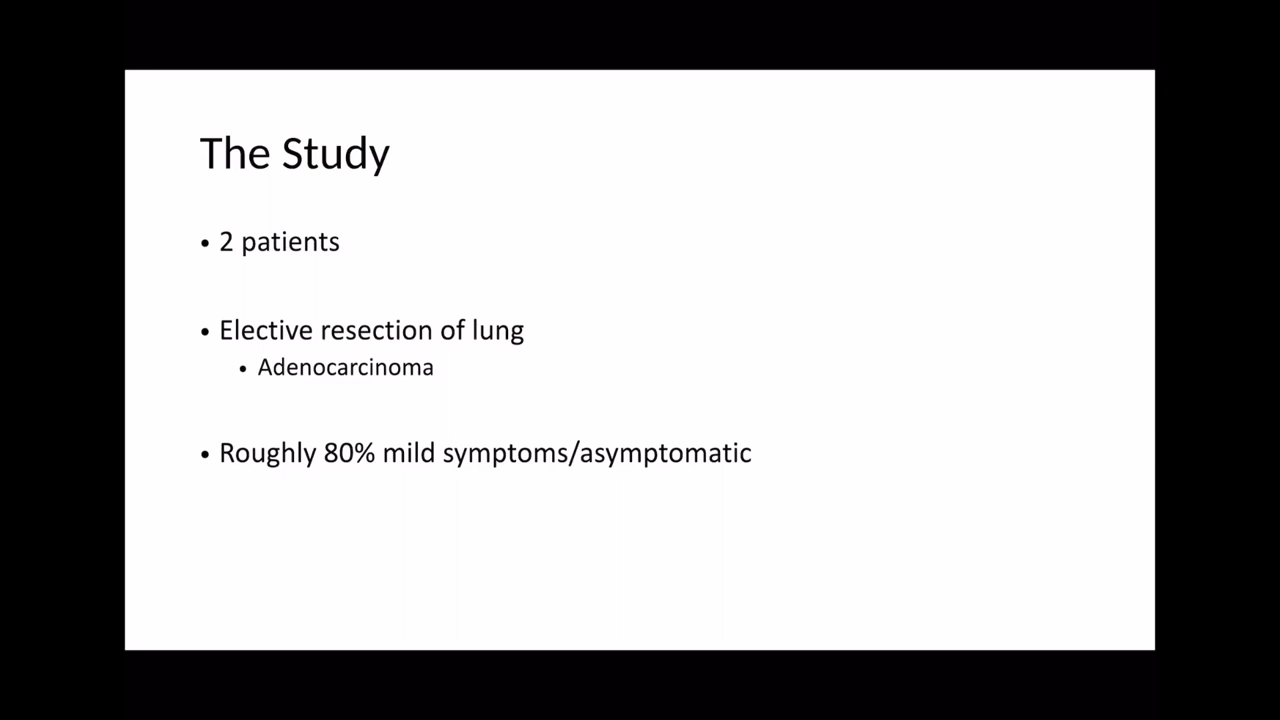 The Study
• 2 patients
• Elective resection of lung
• Adenocarcinoma
• Roughly 80% mild symptoms/asymptomatic